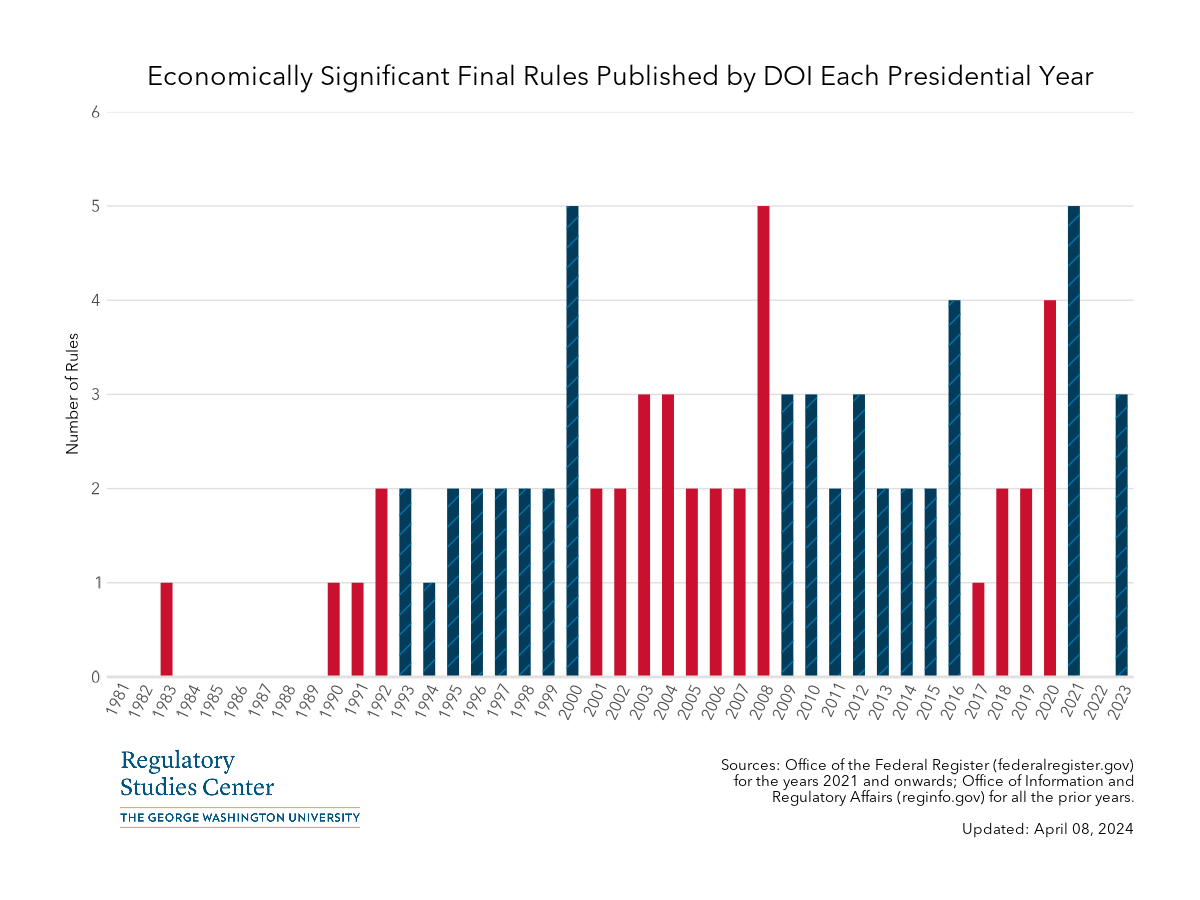 Economically Significant Final Rules Published by DOI Each Presidential Year
6
5
4
3
2
1
0
Number of Rules
1981 1982 1983 1984 1985 1986 1987 1988 1989 1990 1991 1992 1993 1994 1995 1996 1997 1998 1999 2000 2001 2002 2003 2004 2005 2006 2007 2008 2009 2010 2011 2012 2013 2014 2015 2016 2017 2018 2019 2020 2021 2022 2023
Regulatory
Studies Center
THE GEORGE WASHINGTON UNIVERSITY
Sources: Office of the Federal Register (federalregister.gov)
for the years 2021 and onwards; Office of Information and
Regulatory Affairs (reginfo.gov) for all the prior years.
Updated: April 08, 2024